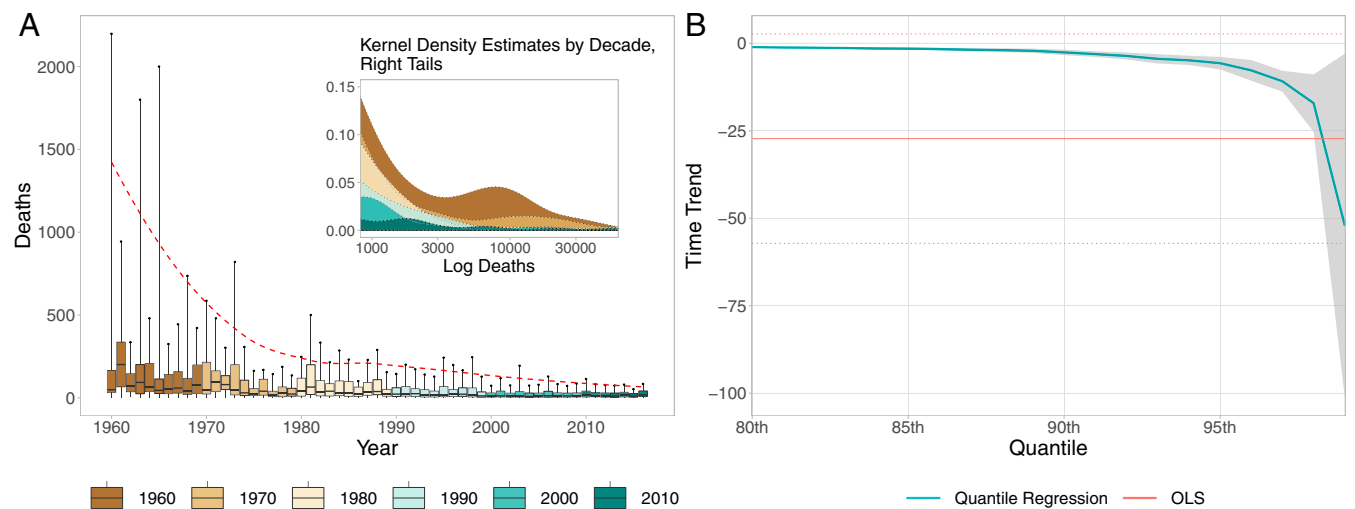 A
Deaths
2000
1500
1000
500
0
1960
1970
1980
1990
2000
2010
Year
Kernel Density Estimates by Decade,
Right Tails
0.15
0.10
0.05
0.00
1000
3000
10000
30000
Log Deaths
1960
1970
1980
1990
2000
2010
B
Time Trend
0
−25
−50
−75
−100
80th
85th
90th
95th
Quantile
Quantile Regression
OLS